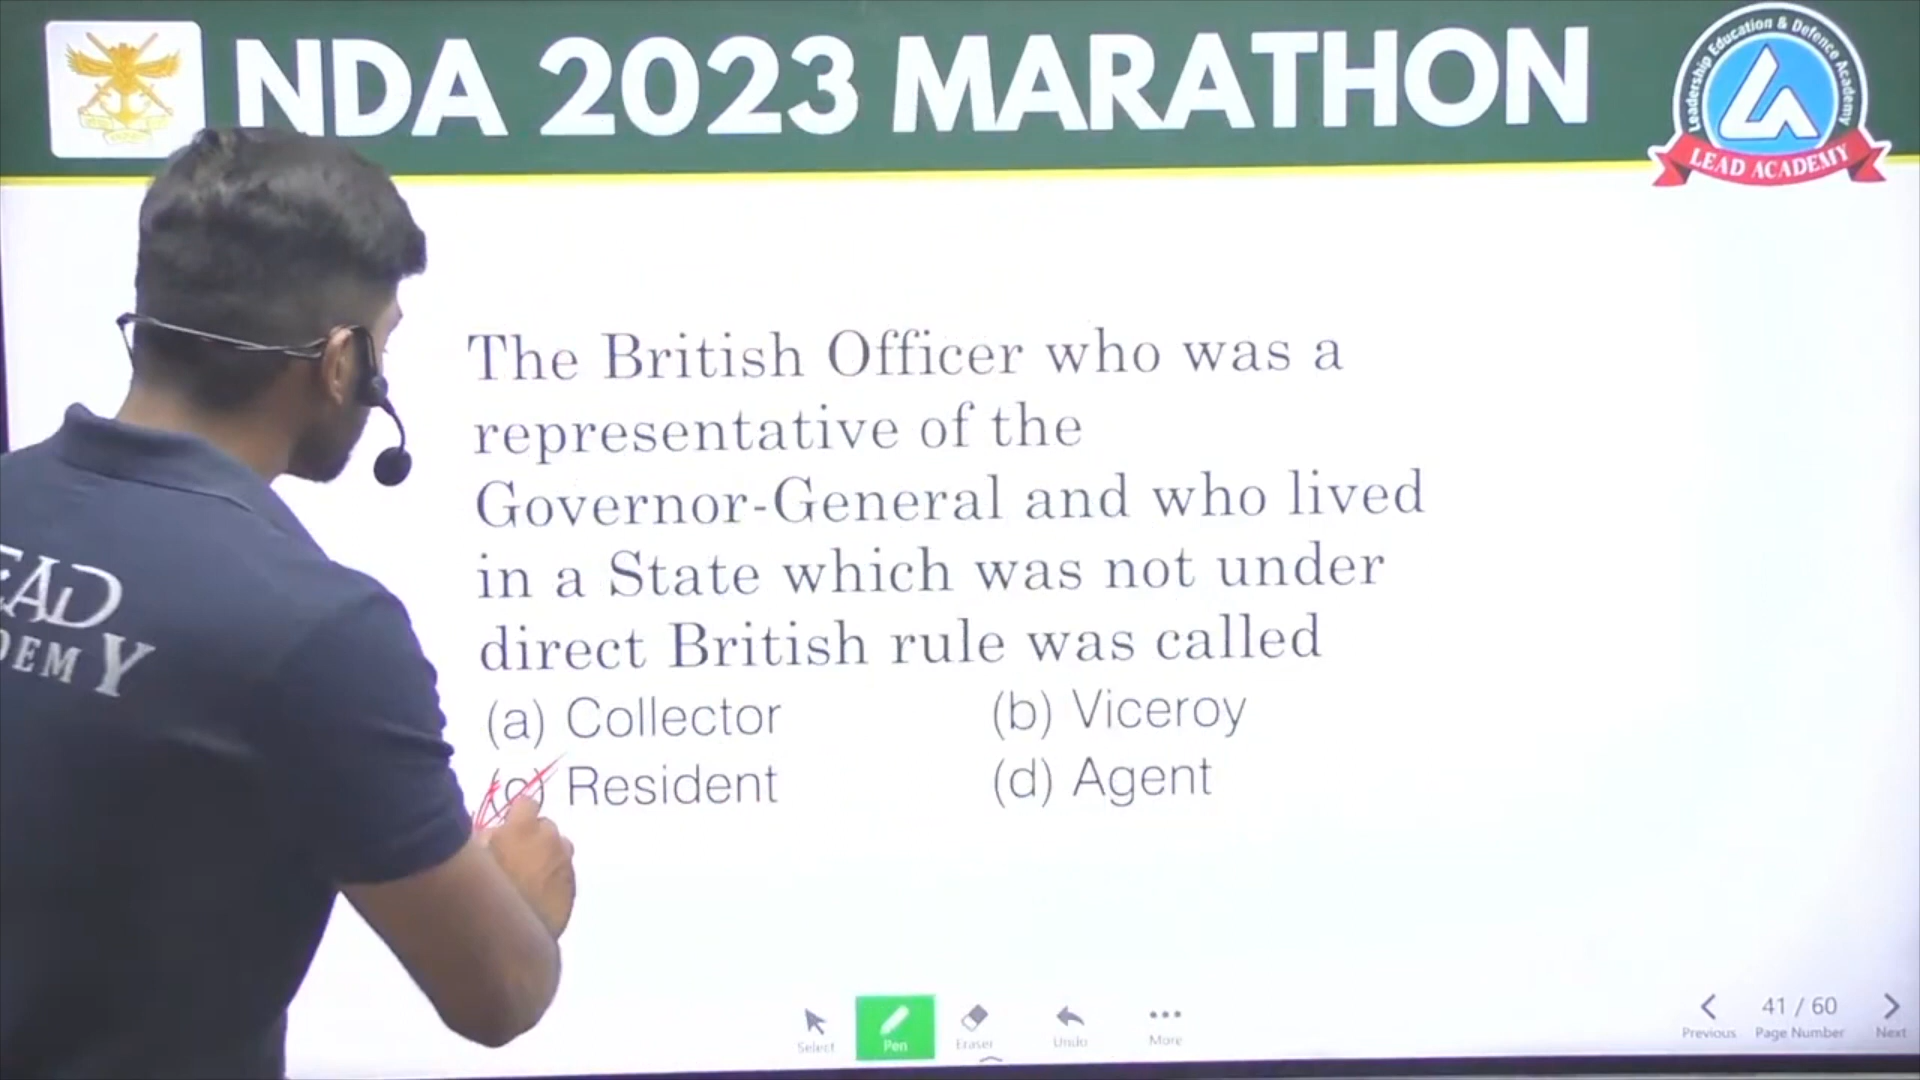 NDA 2023 MARATHON
Leadership Education & Defence Academy
LEAD ACADEMY
The British Officer who was a
representative of the
Governor-General and who lived
in a State which was not under
direct British rule was called
(a) Collector (b) Viceroy
(c) Resident (d) Agent
EAD
DEMY
Select Pen Eraser Undo More
41 / 60
Previous Page Number Next